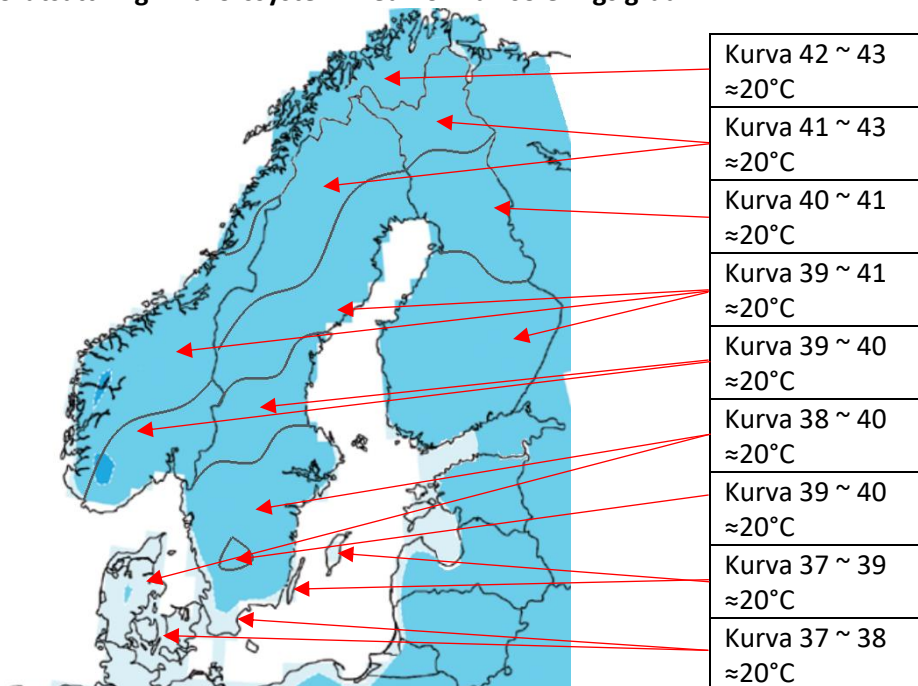 Kurva 42 ~ 43
≈20°C
Kurva 41 ~ 43
≈20°C
Kurva 40 ~ 41
≈20°C
Kurva 39 ~ 41
≈20°C
Kurva 39 ~ 40
≈20°C
Kurva 38 ~ 40
≈20°C
Kurva 39 ~ 40
≈20°C
Kurva 37 ~ 39
≈20°C
Kurva 37 ~ 38
≈20°C